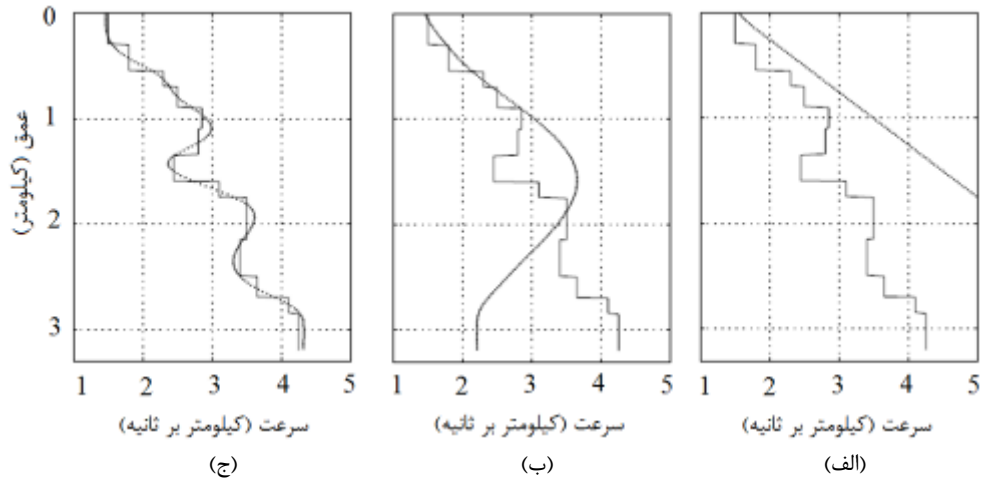 0
1
2
3
عمق (کیلومتر)
1 2 3 4 5
1 2 3 4 5
1 2 3 4 5
سرعت (کیلومتر بر ثانیه)
سرعت (کیلومتر بر ثانیه)
سرعت (کیلومتر بر ثانیه)
(الف)
(ب)
(ج)